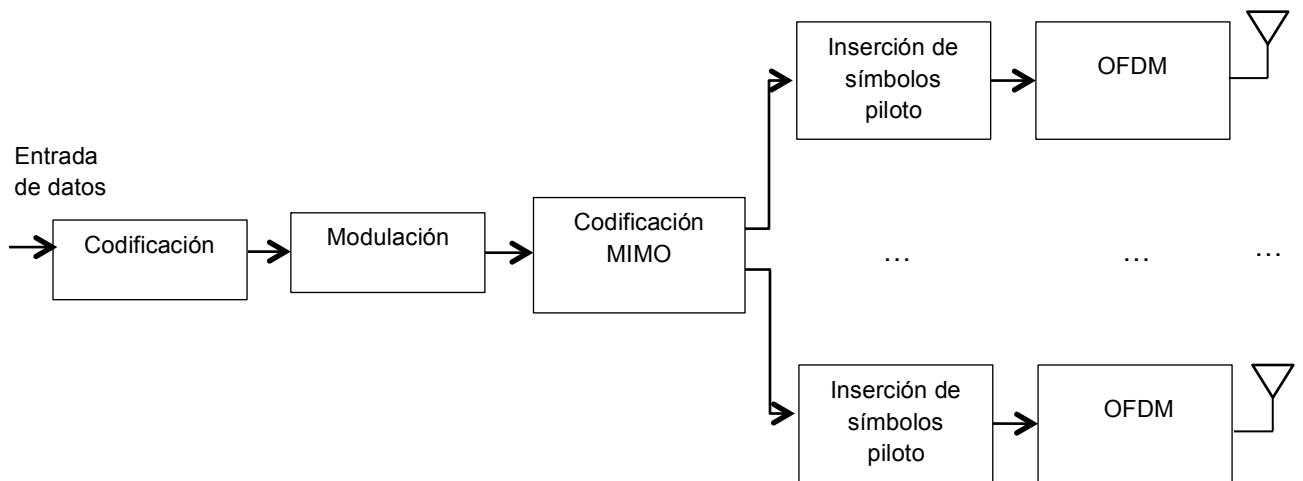 Entrada
de datos
Codificación
Modulación
Codificación
MIMO
Inserción de
símbolos
piloto
OFDM
...
...
...
Inserción de
símbolos
piloto
OFDM